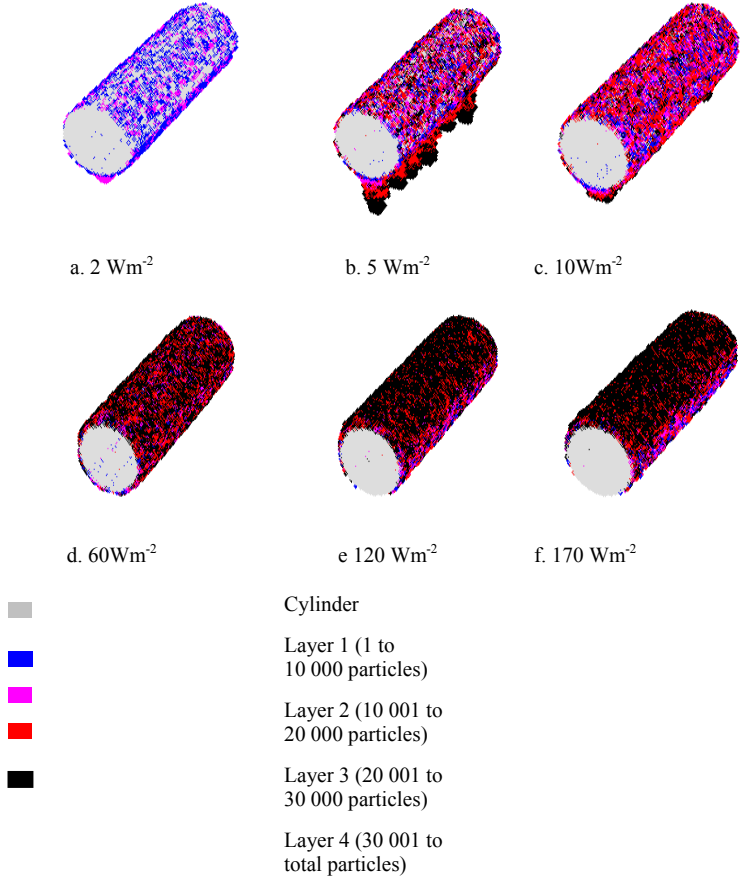 a. 2 Wm-2
b. 5 Wm-2
c. 10Wm-2
d. 60Wm-2
e 120 Wm-2
f. 170 Wm-2
Cylinder
Layer 1 (1 to
10 000 particles)
Layer 2 (10 001 to
20 000 particles)
Layer 3 (20 001 to
30 000 particles)
Layer 4 (30 001 to
total particles)